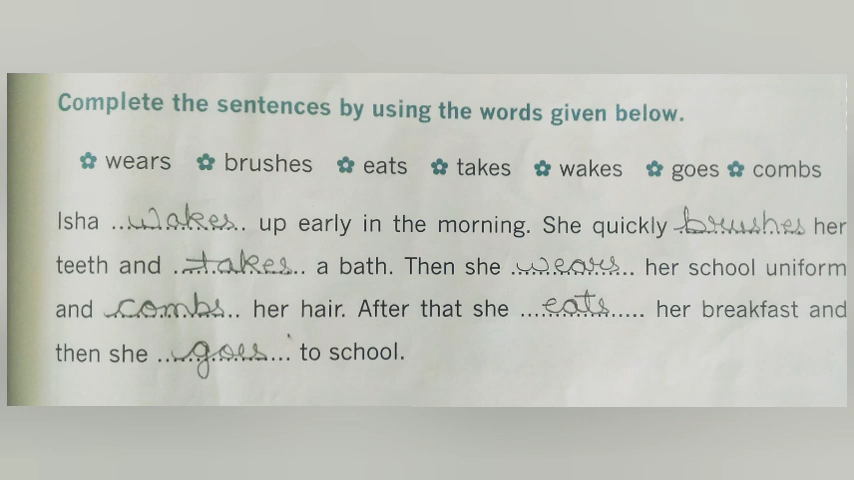 Complete the sentences by using the words given below.
wears brushes eats takes wakes goes combs
Isha ..wakes.. up early in the morning. She quickly brushes her
teeth and .takes.. a bath. Then she ...wears.. her school uniform
and combs.. her hair. After that she ....eats..... her breakfast and
then she ..goes... to school.